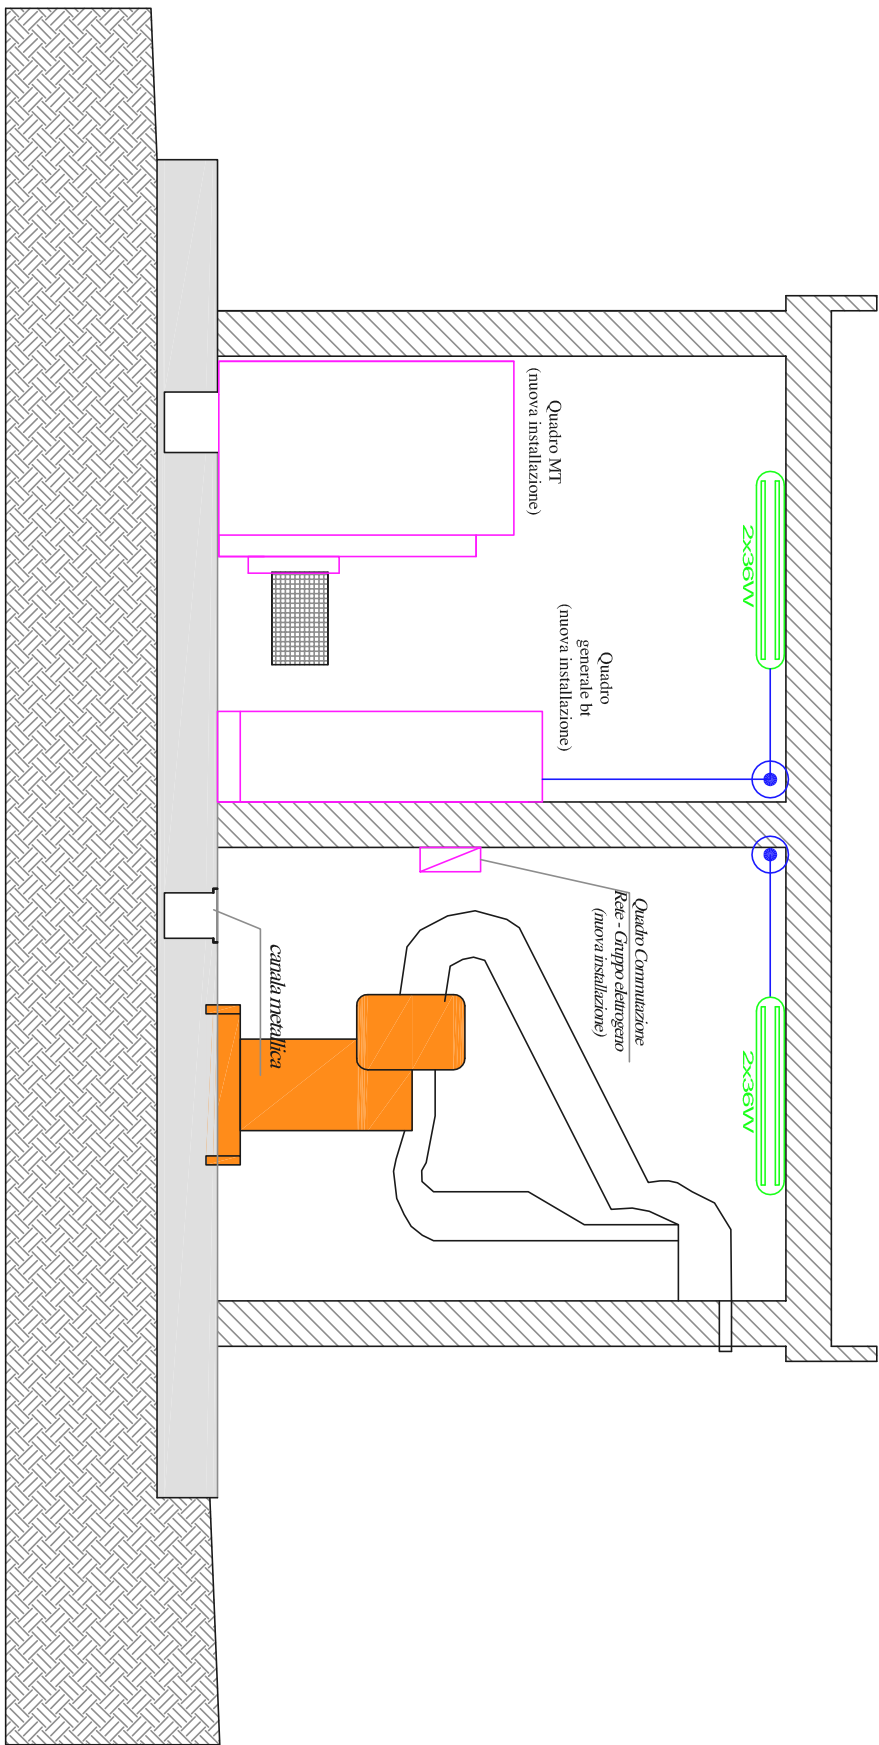 2x36W
2x36W
Quadro MT
(nuova installazione)
Quadro
generale bt
(nuova installazione)
Quadro Commutazione
Rete - Gruppo elettrogeno
(nuova installazione)
canala metallica